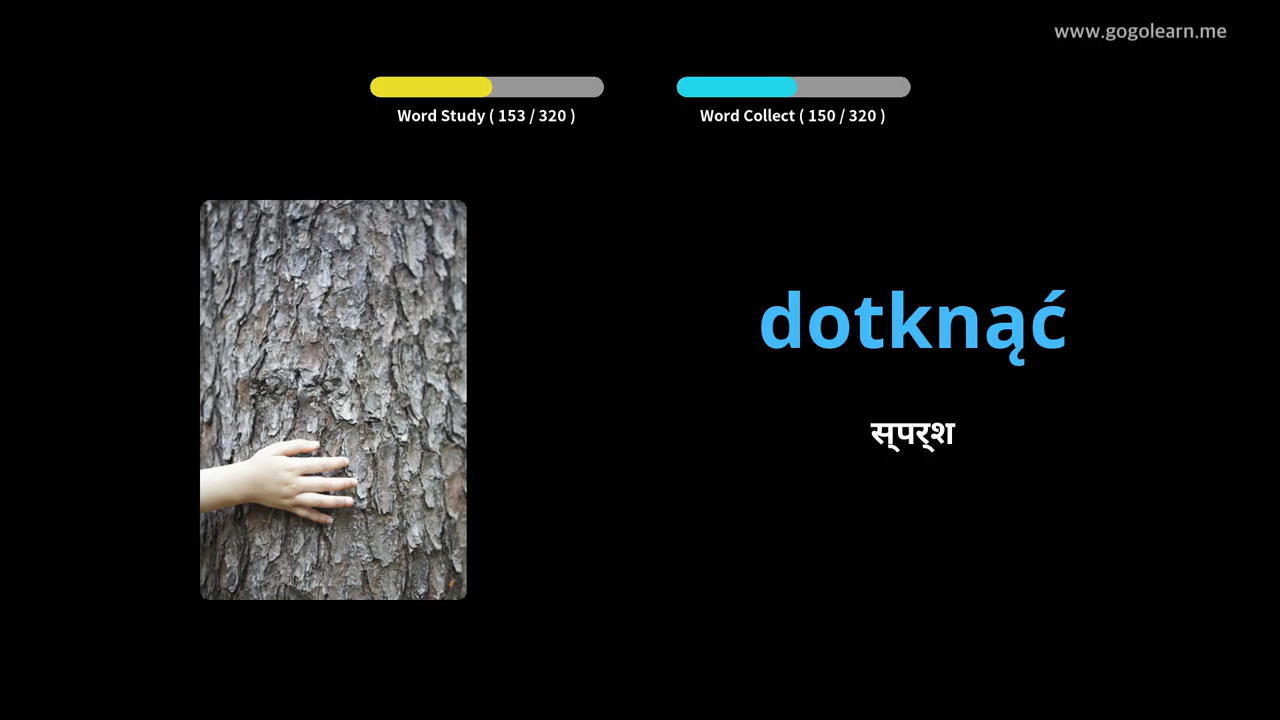 www.gogolearn.me
Word Study ( 153 / 320 )
Word Collect ( 150 / 320 )
dotknąć
स्पर्श